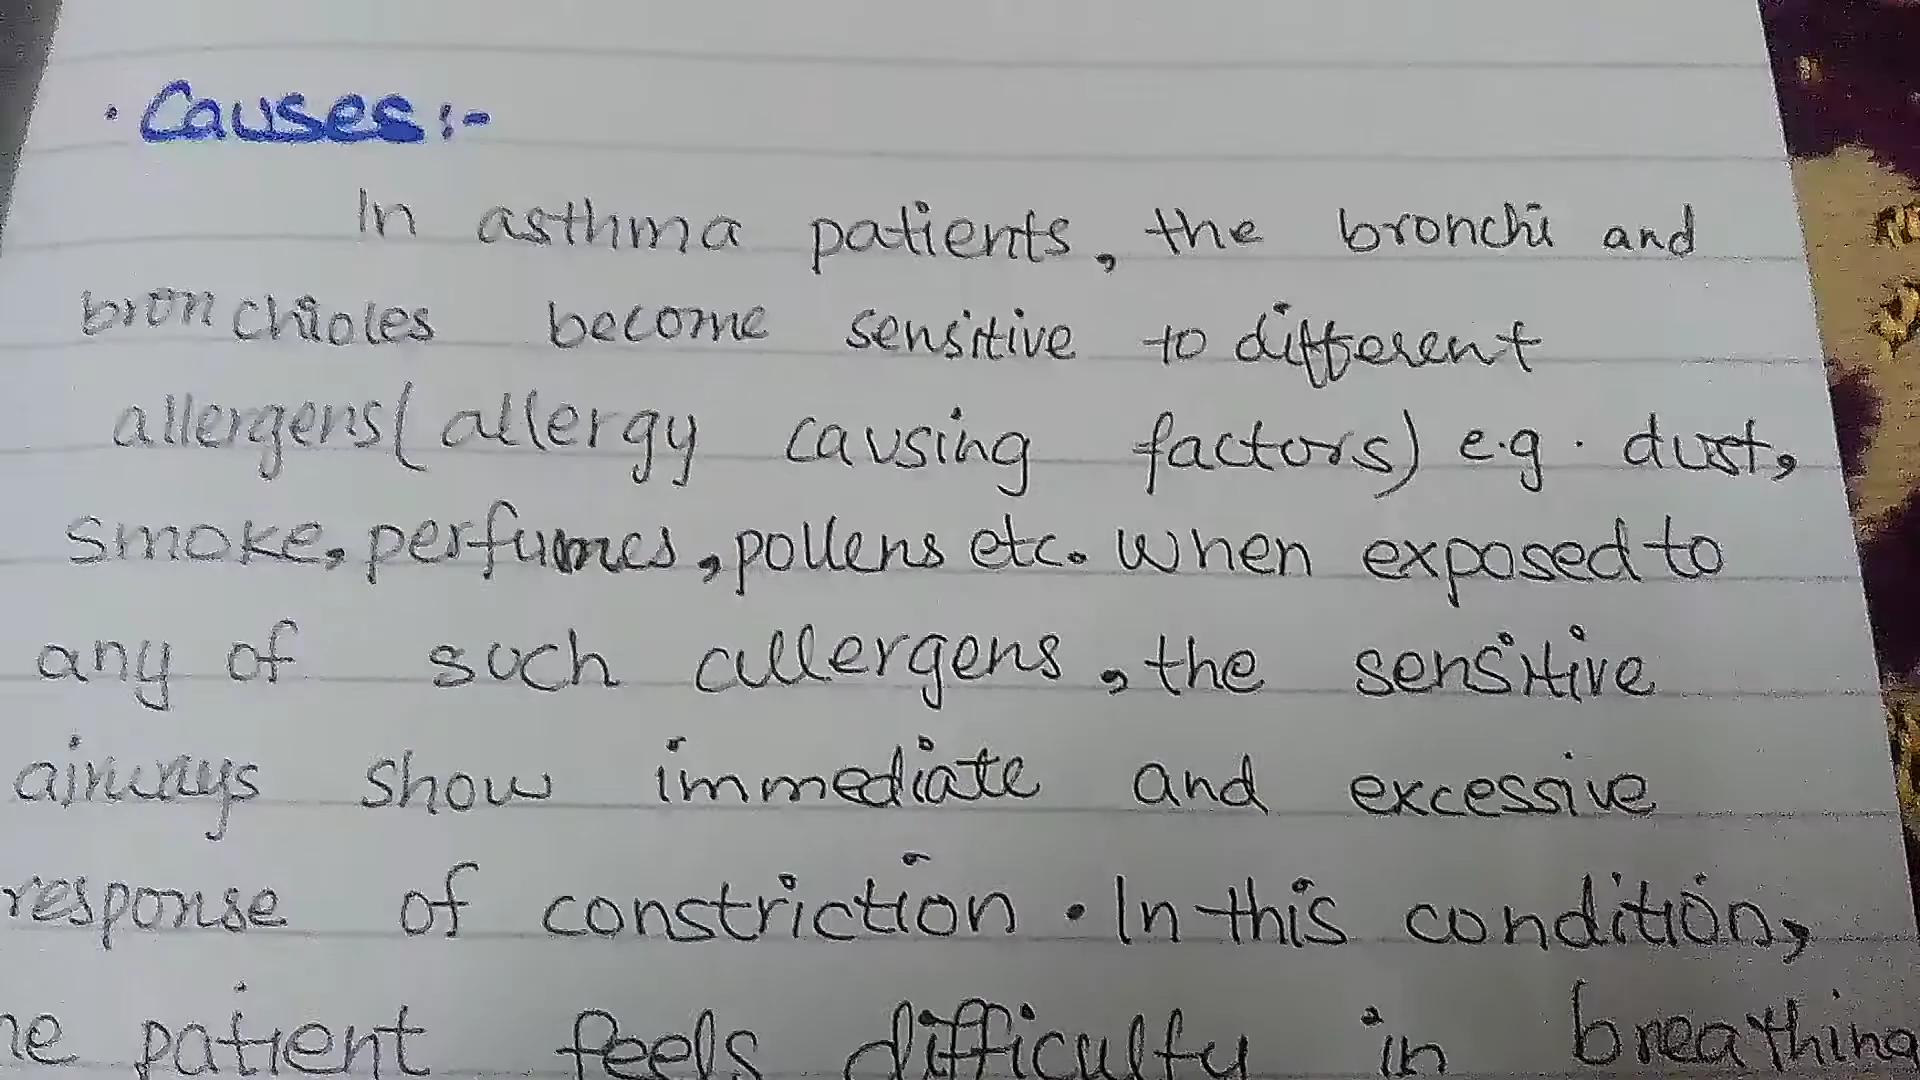 · Causes:-
In asthma patients, the bronchi and
bronchioles become sensitive to different
allergens (allergy causing factors) e.g. dust,
smoke, perfumes, pollens etc. When exposed to
any of such allergens, the sensitive
airways show immediate and excessive
response of constriction. In this condition,
he patient feels difficulty in breathing